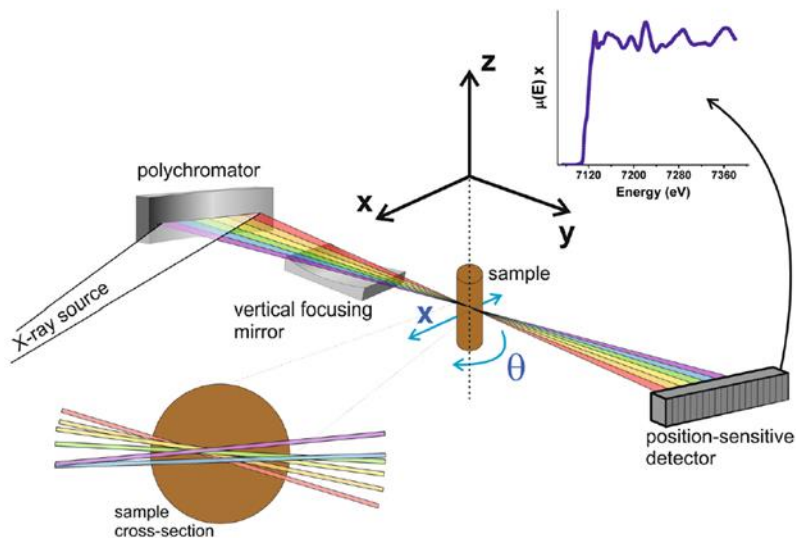 z
μ(E) x
7120 7200 7280 7360
Energy (eV)
polychromator
x
y
sample
X-ray source
vertical focusing
mirror
x
θ
position-sensitive
detector
sample
cross-section